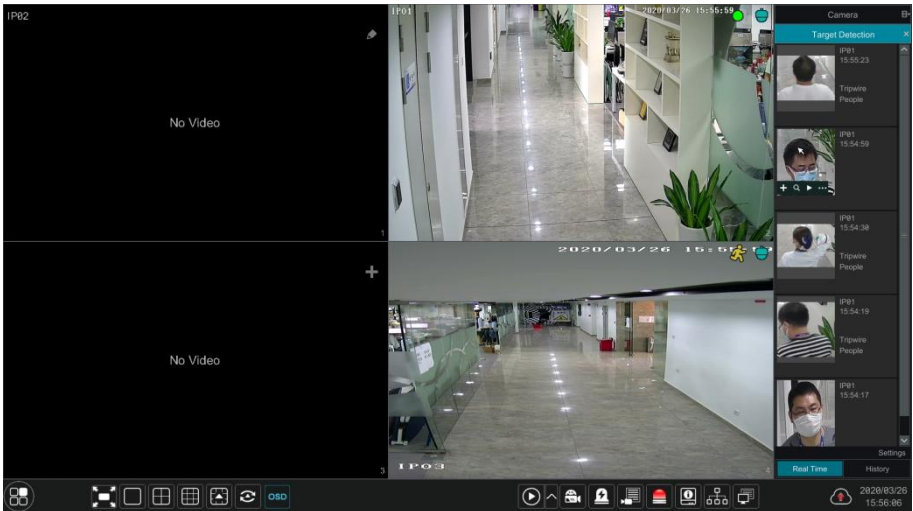 IP02
No Video
1
IP01
2020/03/26 15:55:59
No Video
3
2020/03/26
IP03
4
Camera
Target Detection
IP01
15:55:23
Tripwire
People
IP01
15:54:59
IP01
15:54:30
Tripwire
People
IP01
15:54:19
Tripwire
People
IP01
15:54:17
Settings
Real Time
History
OSD
2020/03/26
15:56:06